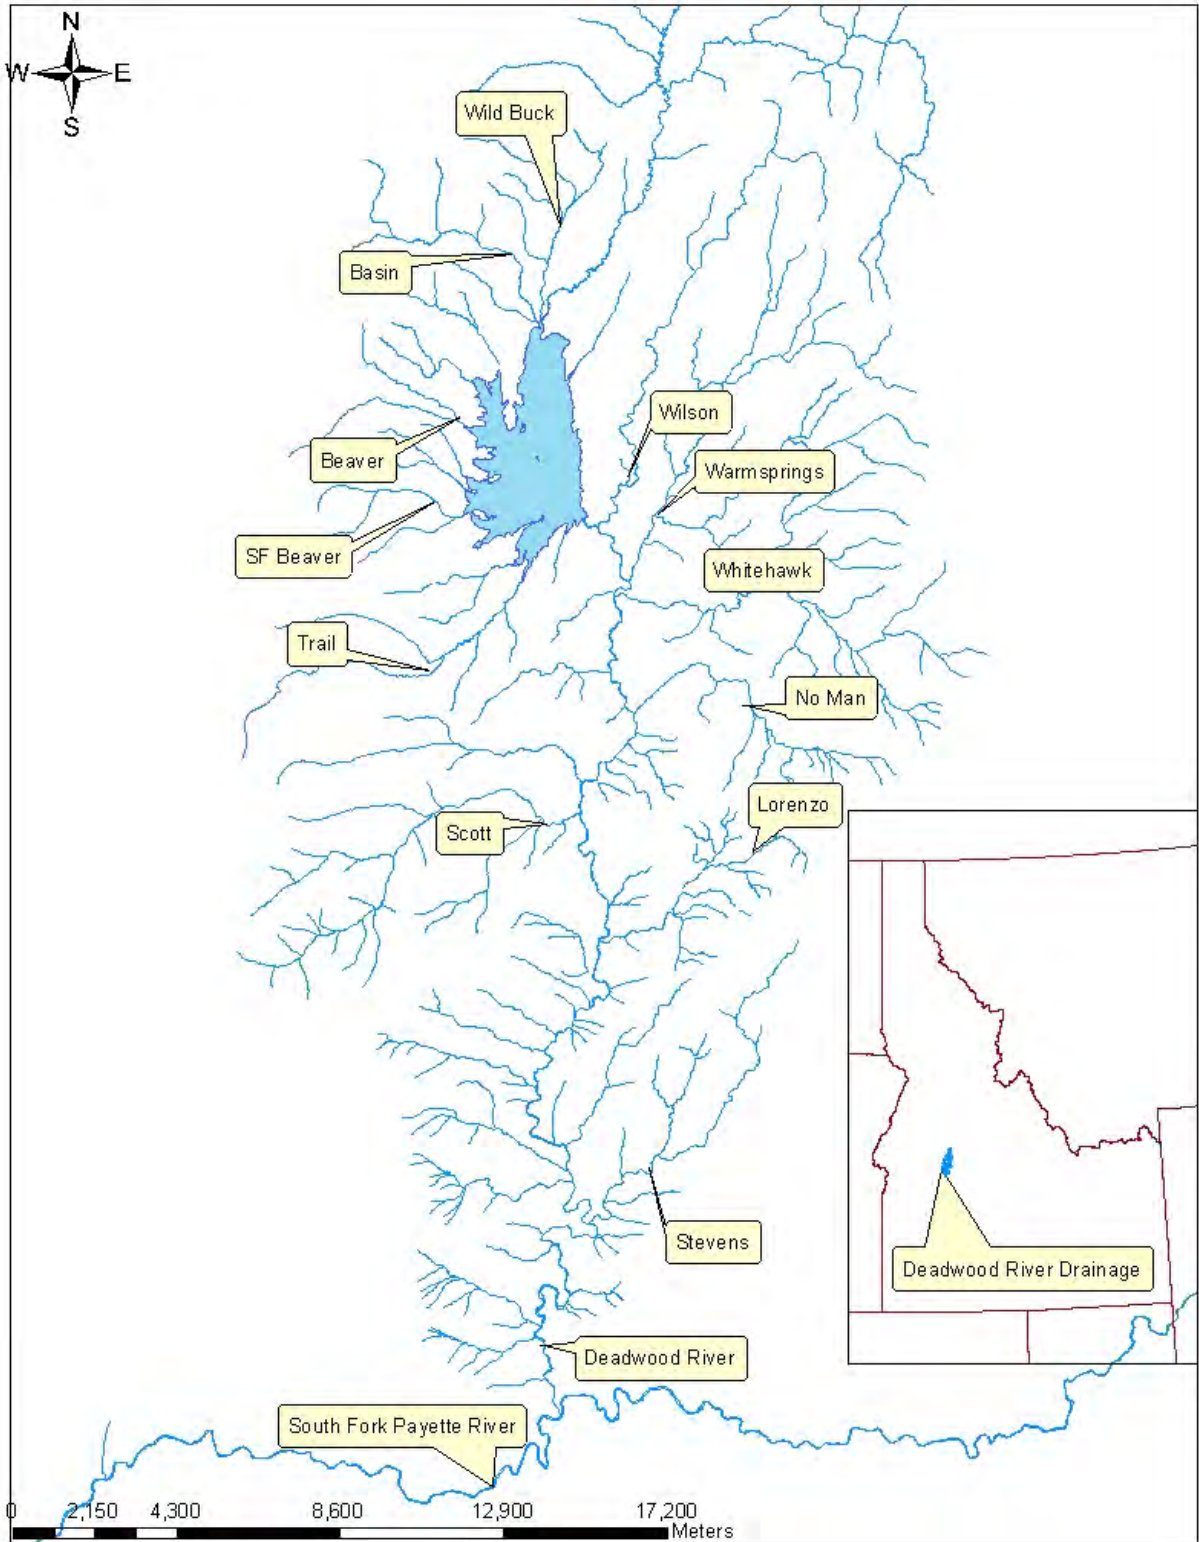 N
W E
S
Wild Buck
Basin
Wilson
Beaver
Warmsprings
SF Beaver
Whitehawk
Trail
No Man
Lorenzo
Scott
Stevens
Deadwood River Drainage
Deadwood River
South Fork Payette River
0 2,150 4,300 8,600 12,900 17,200
Meters